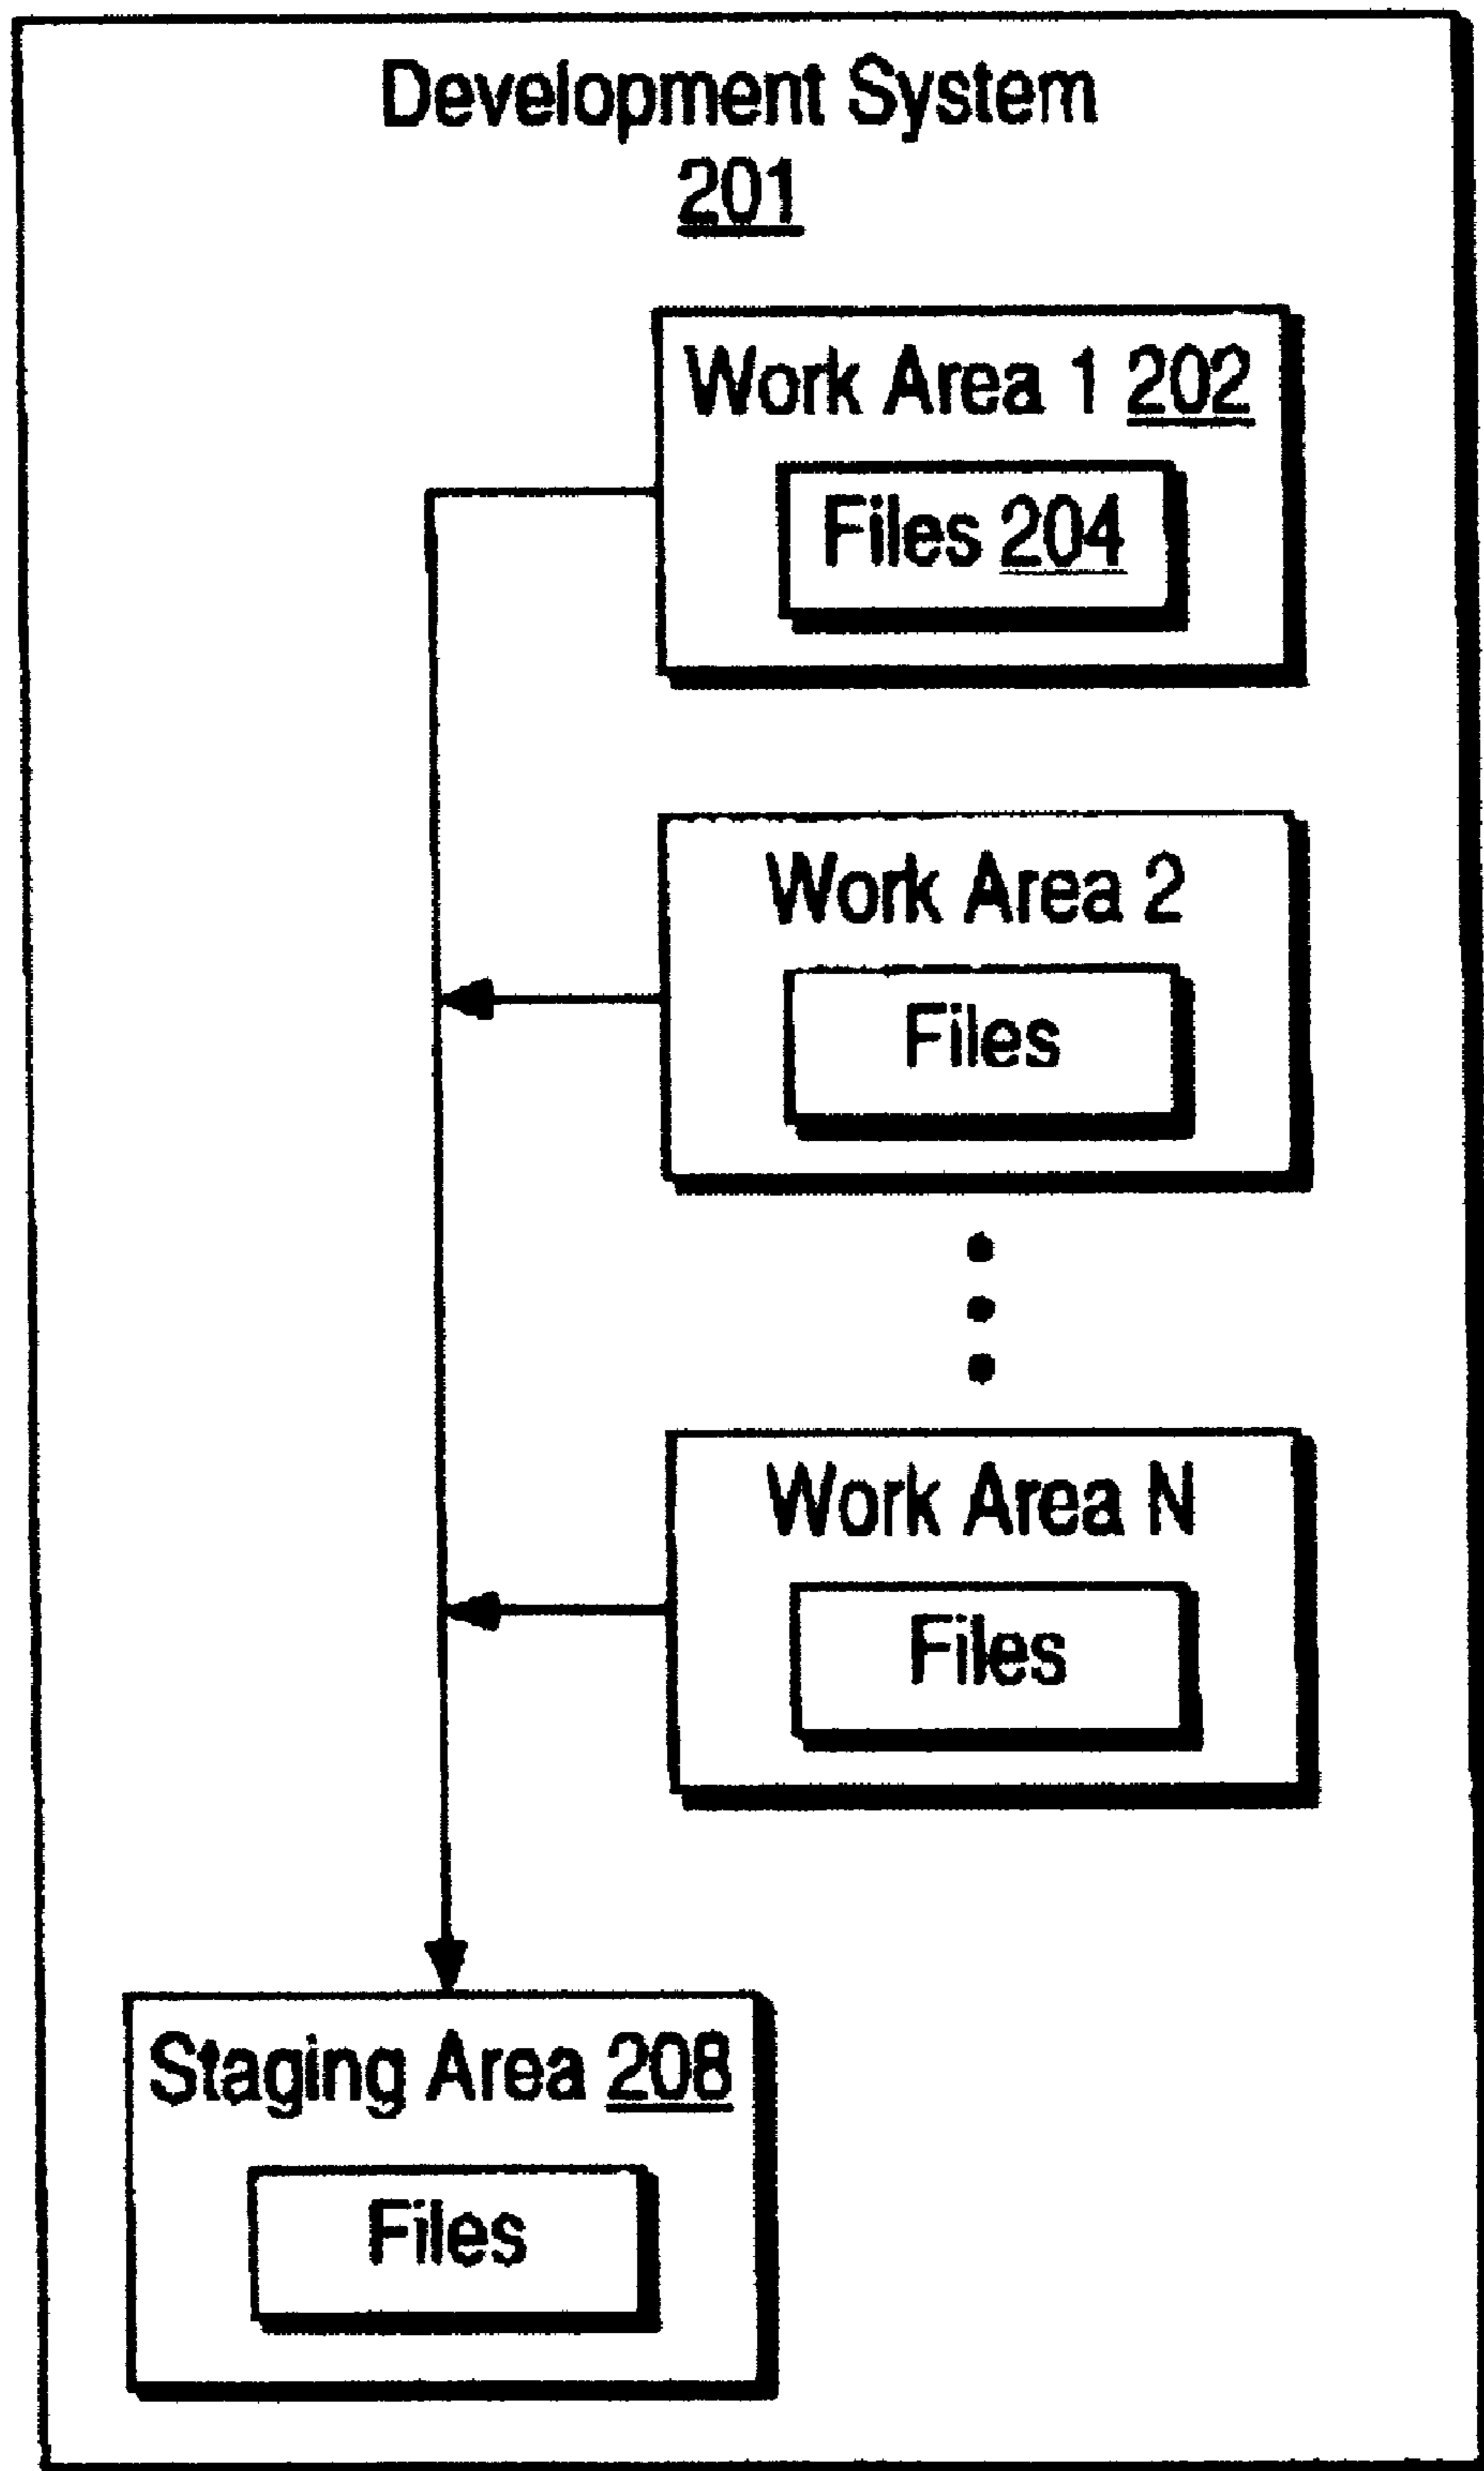 Development System
201
Work Area 1 202
Files 204
Work Area 2
Files
Work Area N
Files
Staging Area 208
Files